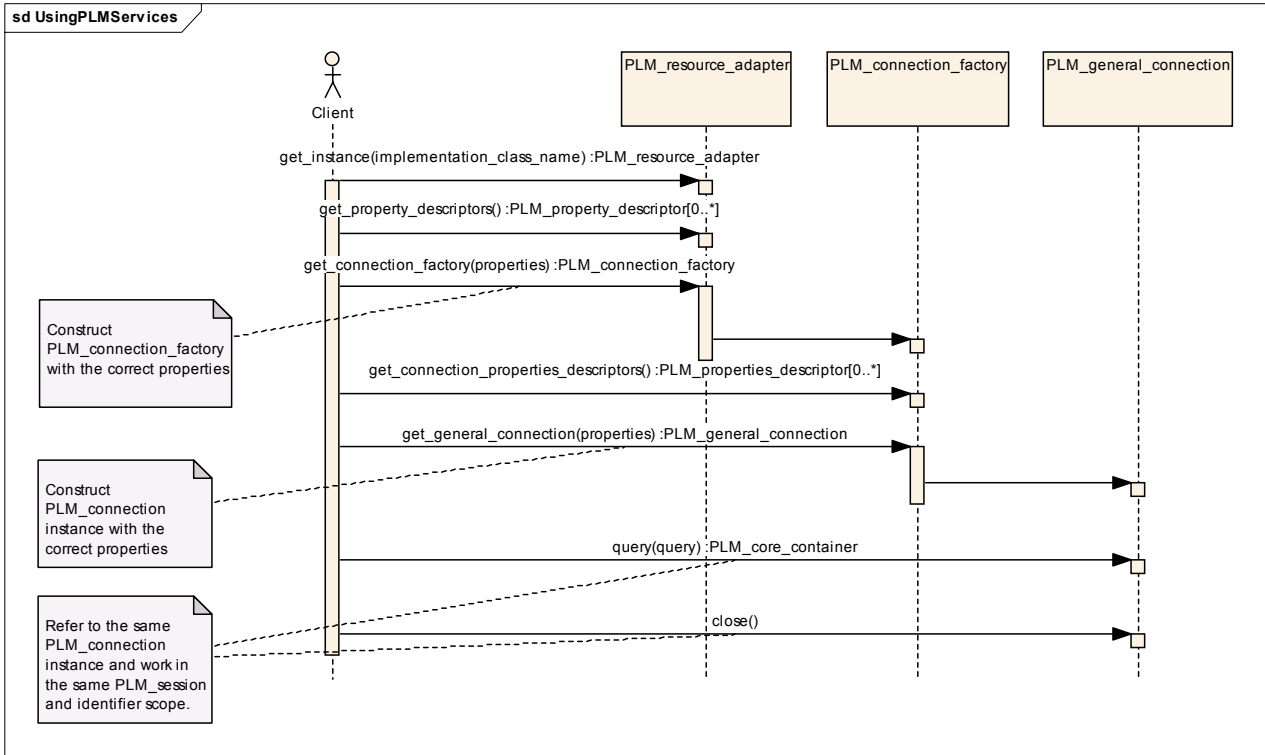 sd UsingPLMServices
Client
PLM_resource_adapter
PLM_connection_factory
PLM_general_connection
get_instance(implementation_class_name) :PLM_resource_adapter
get_property_descriptors() :PLM_property_descriptor[0..*]
get_connection_factory(properties) :PLM_connection_factory
Construct
PLM_connection_factory
with the correct properties
get_connection_properties_descriptors() :PLM_properties_descriptor[0..*]
get_general_connection(properties) :PLM_general_connection
Construct
PLM_connection
instance with the
correct properties
query(query) :PLM_core_container
Refer to the same
PLM_connection
instance and work in
the same PLM_session
and identifier scope.
close()